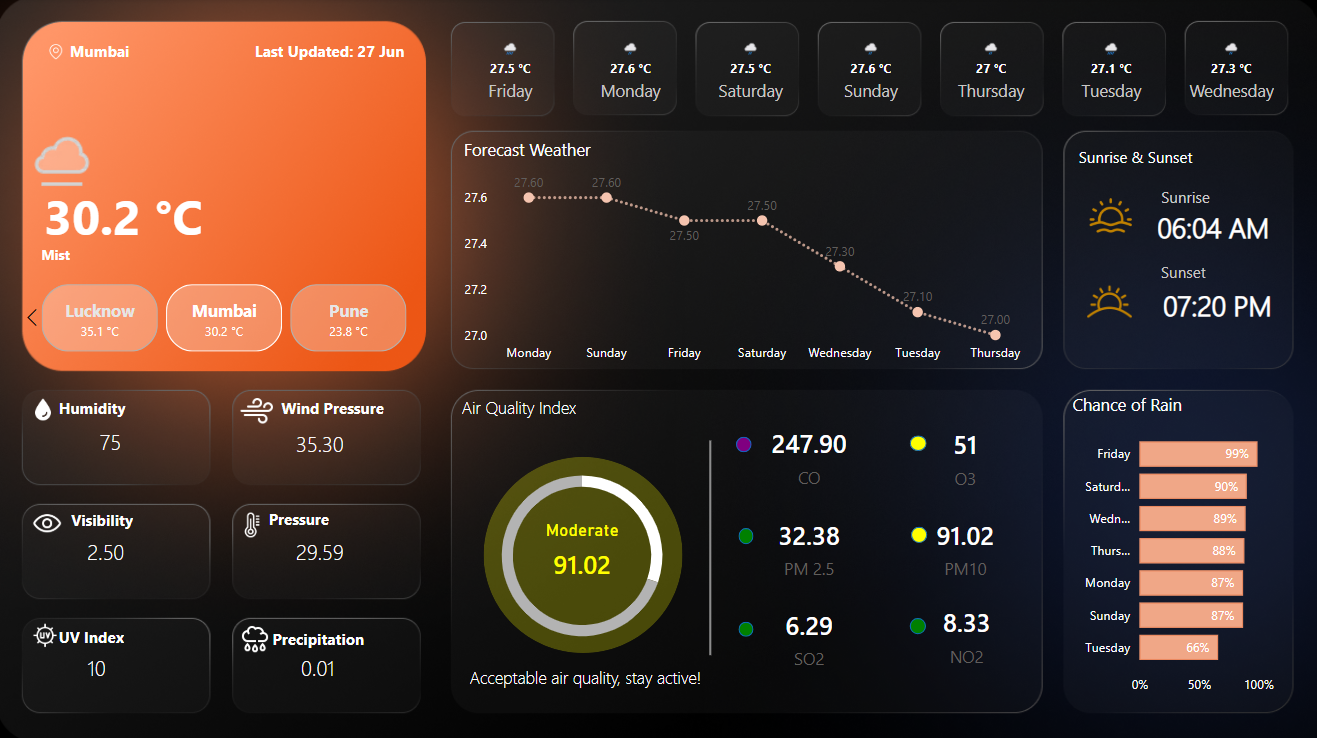 Mumbai
Last Updated: 27 Jun
30.2 °C
Mist
Lucknow
35.1 °C
Mumbai
30.2 °C
Pune
23.8 °C
27.5 °C
Friday
27.6 °C
Monday
27.5 °C
Saturday
27.6 °C
Sunday
27 °C
Thursday
27.1 °C
Tuesday
27.3 °C
Wednesday
Forecast Weather
27.6
27.4
27.2
27.0
27.60
27.60
27.50
27.50
27.30
27.10
27.00
Monday
Sunday
Friday
Saturday
Wednesday
Tuesday
Thursday
Sunrise & Sunset
Sunrise
06:04 AM
Sunset
07:20 PM
Humidity
75
Wind Pressure
35.30
Visibility
2.50
Pressure
29.59
UV
UV Index
10
Precipitation
0.01
Air Quality Index
Moderate
91.02
Acceptable air quality, stay active!
247.90
CO
51
O3
32.38
PM 2.5
91.02
PM10
6.29
SO2
8.33
NO2
Chance of Rain
Friday 99%
Saturd... 90%
Wedn... 89%
Thurs... 88%
Monday 87%
Sunday 87%
Tuesday 66%
0% 50% 100%